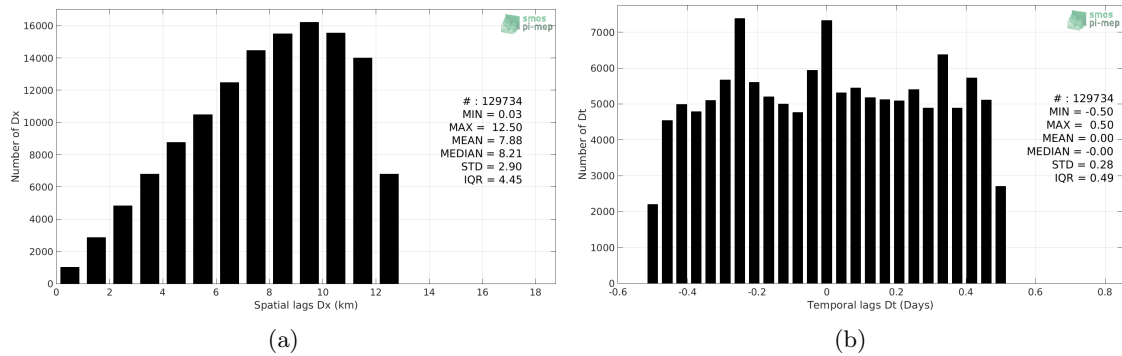 16000
14000
12000
10000
8000
6000
4000
2000
0
Number of Dx
0 2 4 6 8 10 12 14 16 18
Spatial lags Dx (km)
smos
pi-mep
# : 129734
MIN = 0.03
MAX = 12.50
MEAN = 7.88
MEDIAN = 8.21
STD = 2.90
IQR = 4.45
(a)
7000
6000
5000
4000
3000
2000
1000
0
Number of Dt
-0.6 -0.4 -0.2 0 0.2 0.4 0.6 0.8
Temporal lags Dt (Days)
smos
pi-mep
# : 129734
MIN = -0.50
MAX = 0.50
MEAN = 0.00
MEDIAN = -0.00
STD = 0.28
IQR = 0.49
(b)